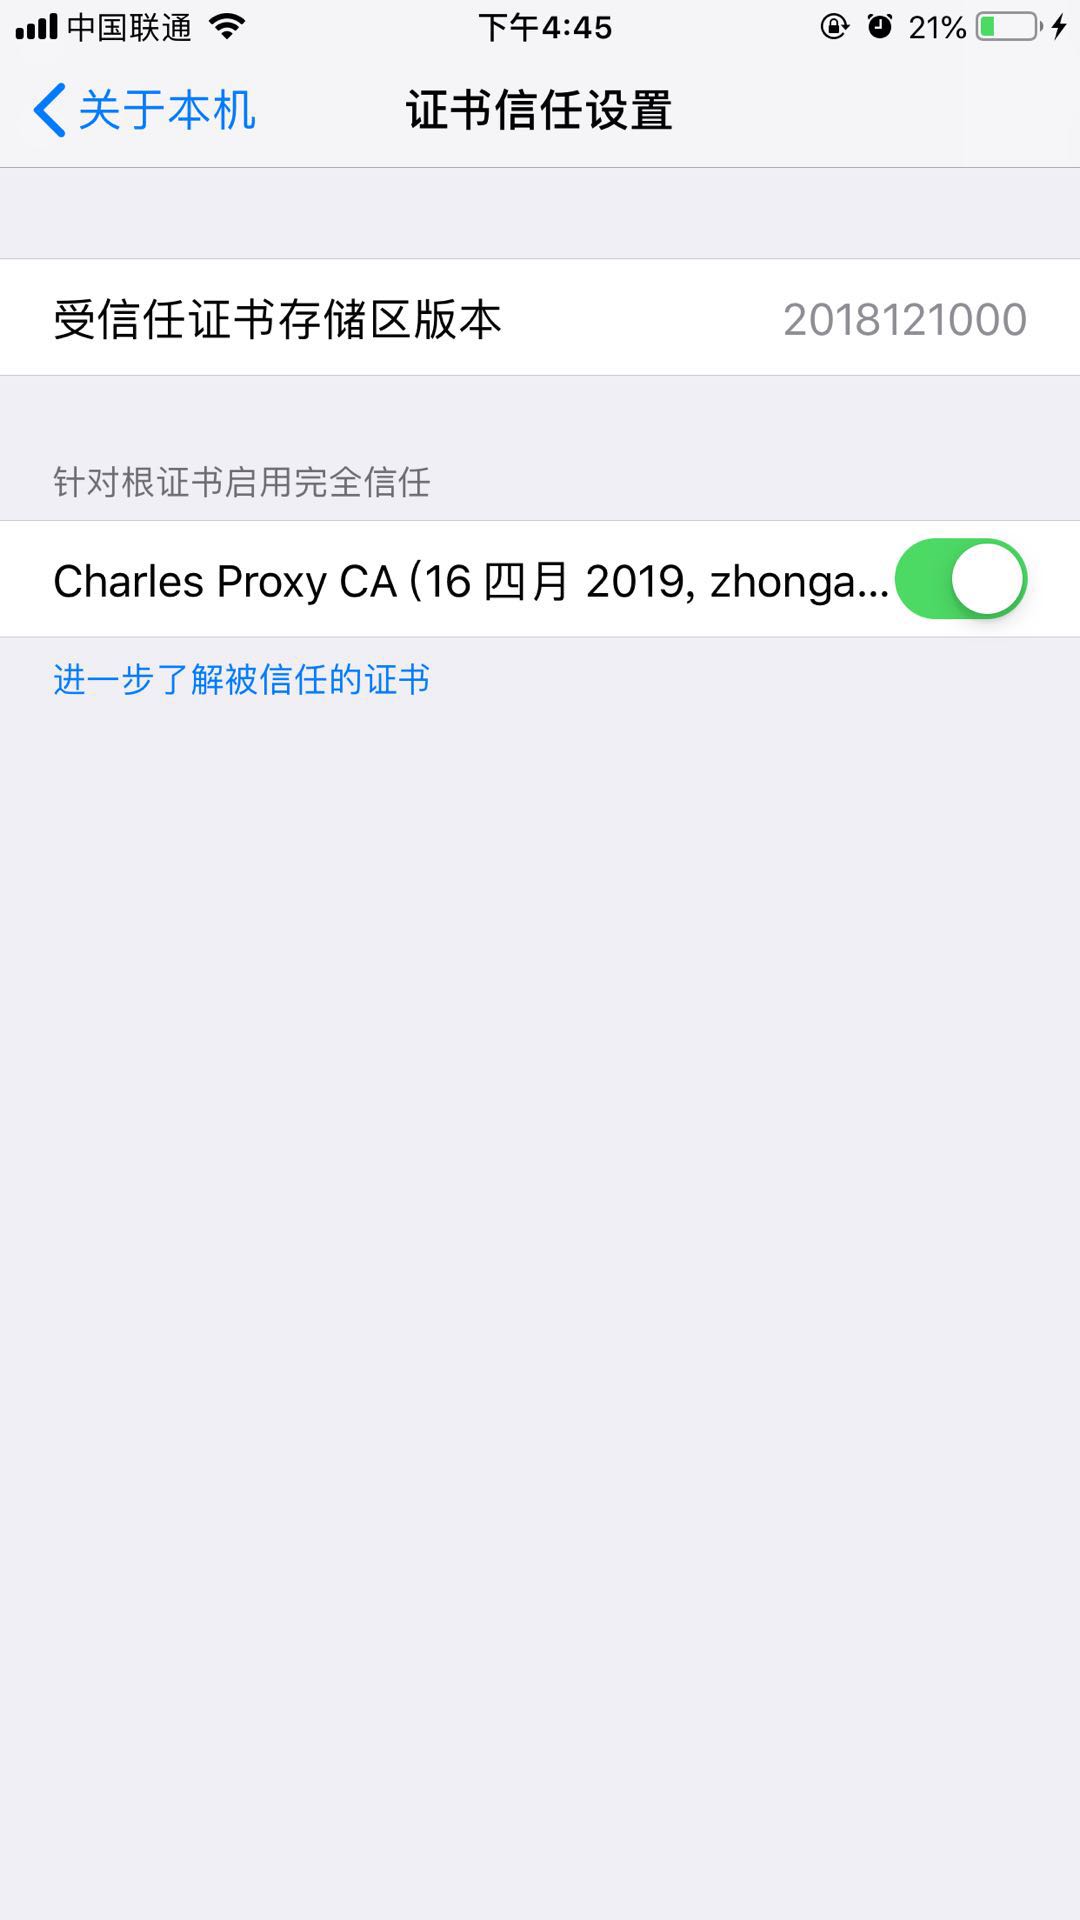 中国联通 下午4:45 21%
关于本机 证书信任设置
受信任证书存储区版本 2018121000
针对根证书启用完全信任
Charles Proxy CA (16 四月 2019, zhonga...
进一步了解被信任的证书